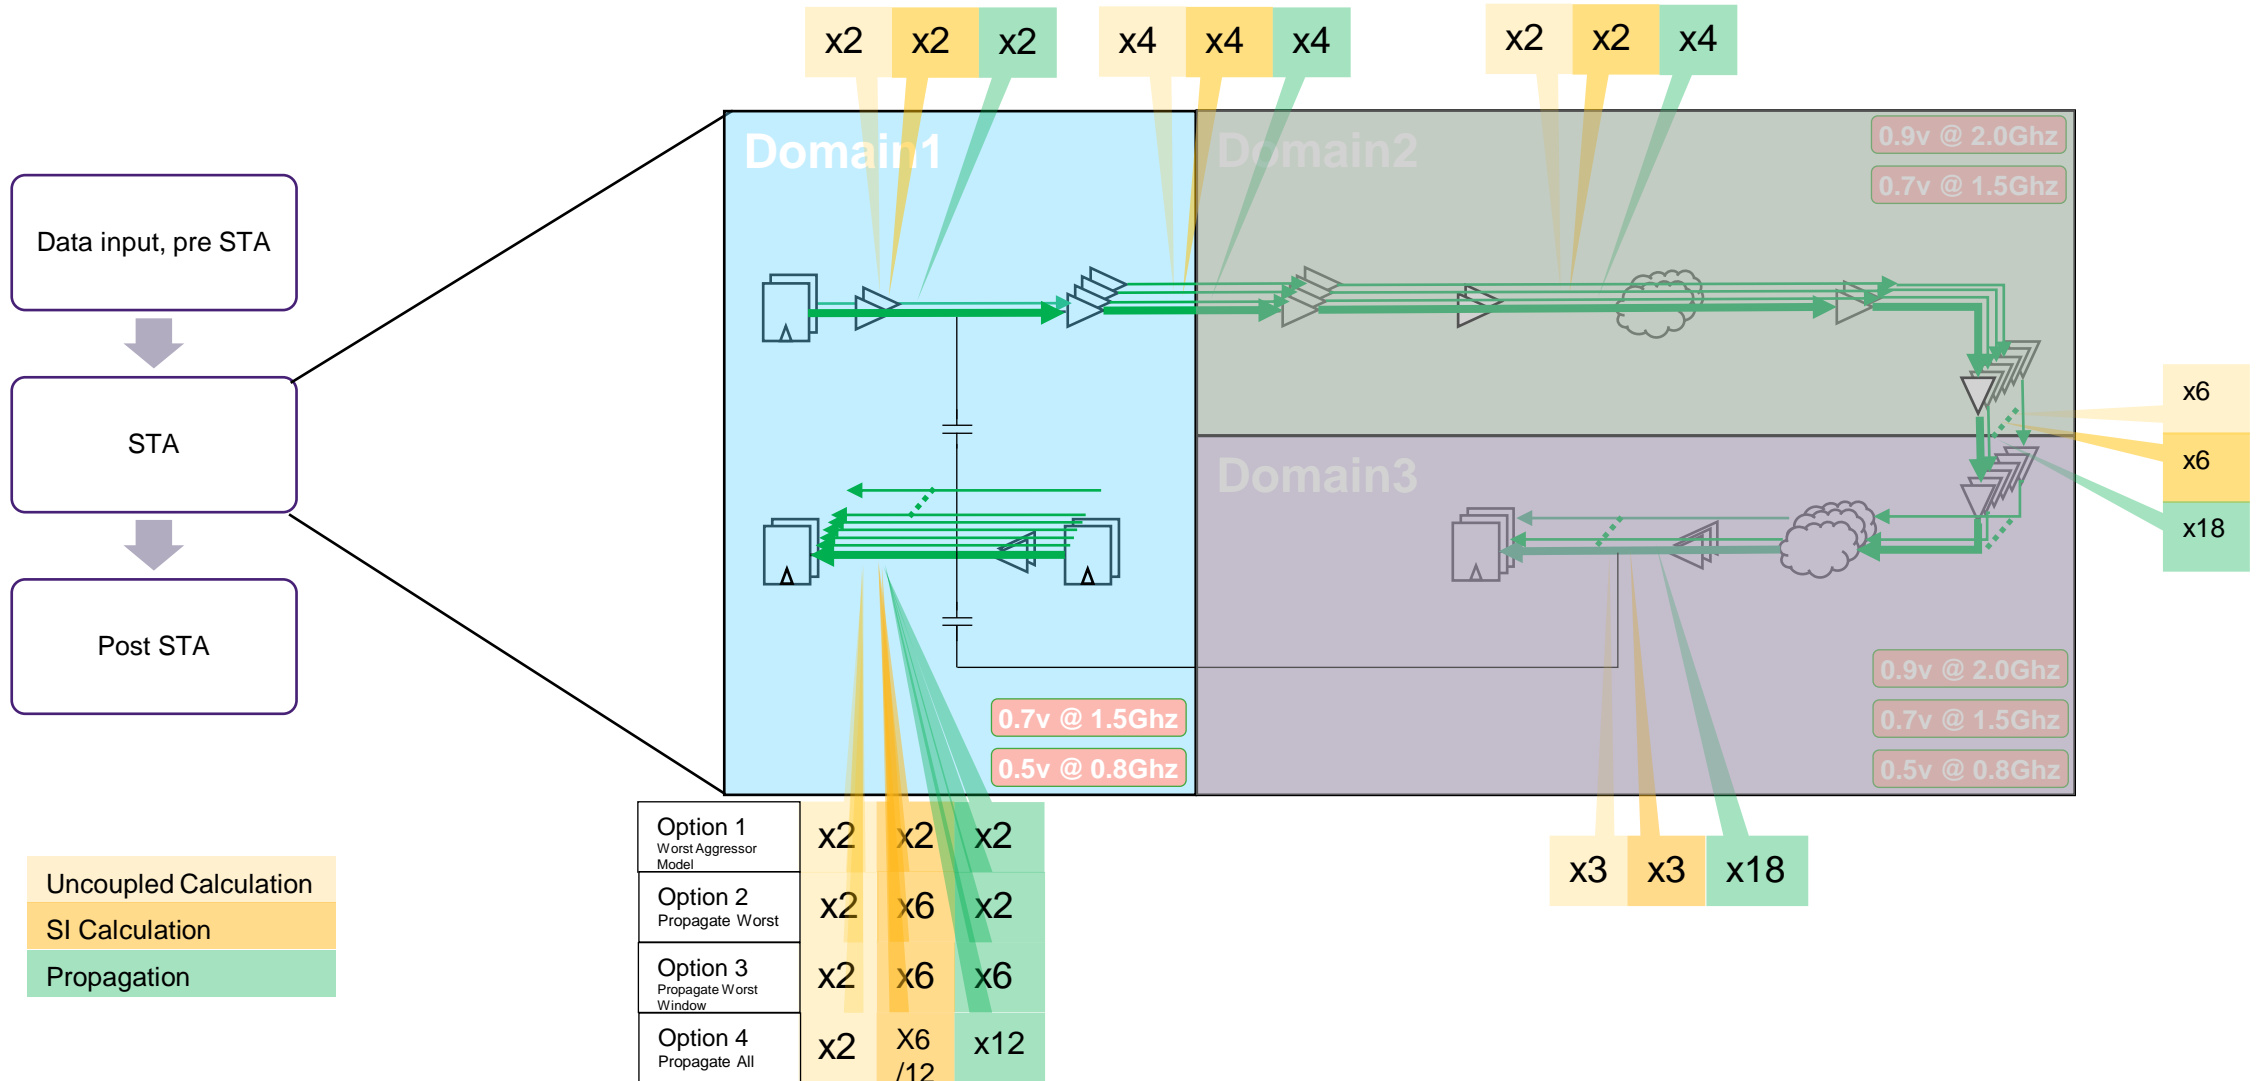 x2 x2 x2
x4 x4 x4
x2 x2 x4
Domain1
Domain2
0.9v @ 2.0Ghz
0.7v @ 1.5Ghz
Data input, pre STA
STA
Post STA
x6
x6
x18
Domain3
0.9v @ 2.0Ghz
0.7v @ 1.5Ghz
0.5v @ 0.8Ghz
0.7v @ 1.5Ghz
0.5v @ 0.8Ghz
Option 1
Worst Aggressor
Model
x2 x2 x2
Option 2
Propagate Worst
x2 x6 x2
Option 3
Propagate Worst
Window
x2 x6 x6
Option 4
Propagate All
x2 X6
/12
x12
x3 x3 x18
Uncoupled Calculation
SI Calculation
Propagation